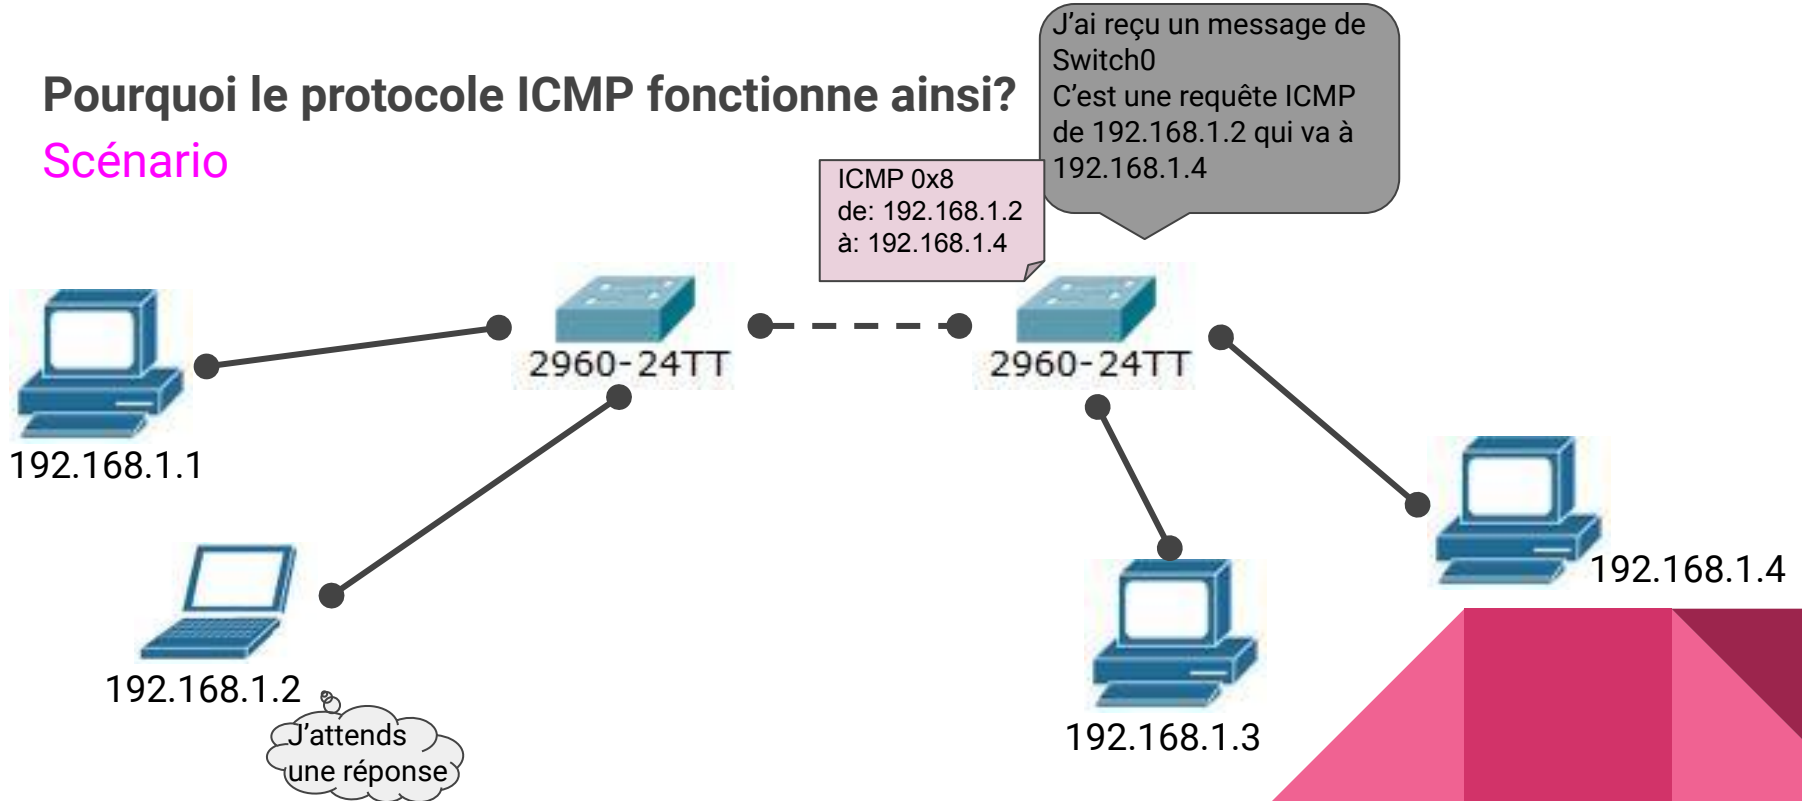 Pourquoi le protocole ICMP fonctionne ainsi?
Scénario
J'ai reçu un message de
Switch0
C'est une requête ICMP
de 192.168.1.2 qui va à
192.168.1.4
ICMP 0x8
de: 192.168.1.2
à: 192.168.1.4
2960-24TT
2960-24TT
192.168.1.1
192.168.1.4
192.168.1.2
J'attends
une réponse
192.168.1.3